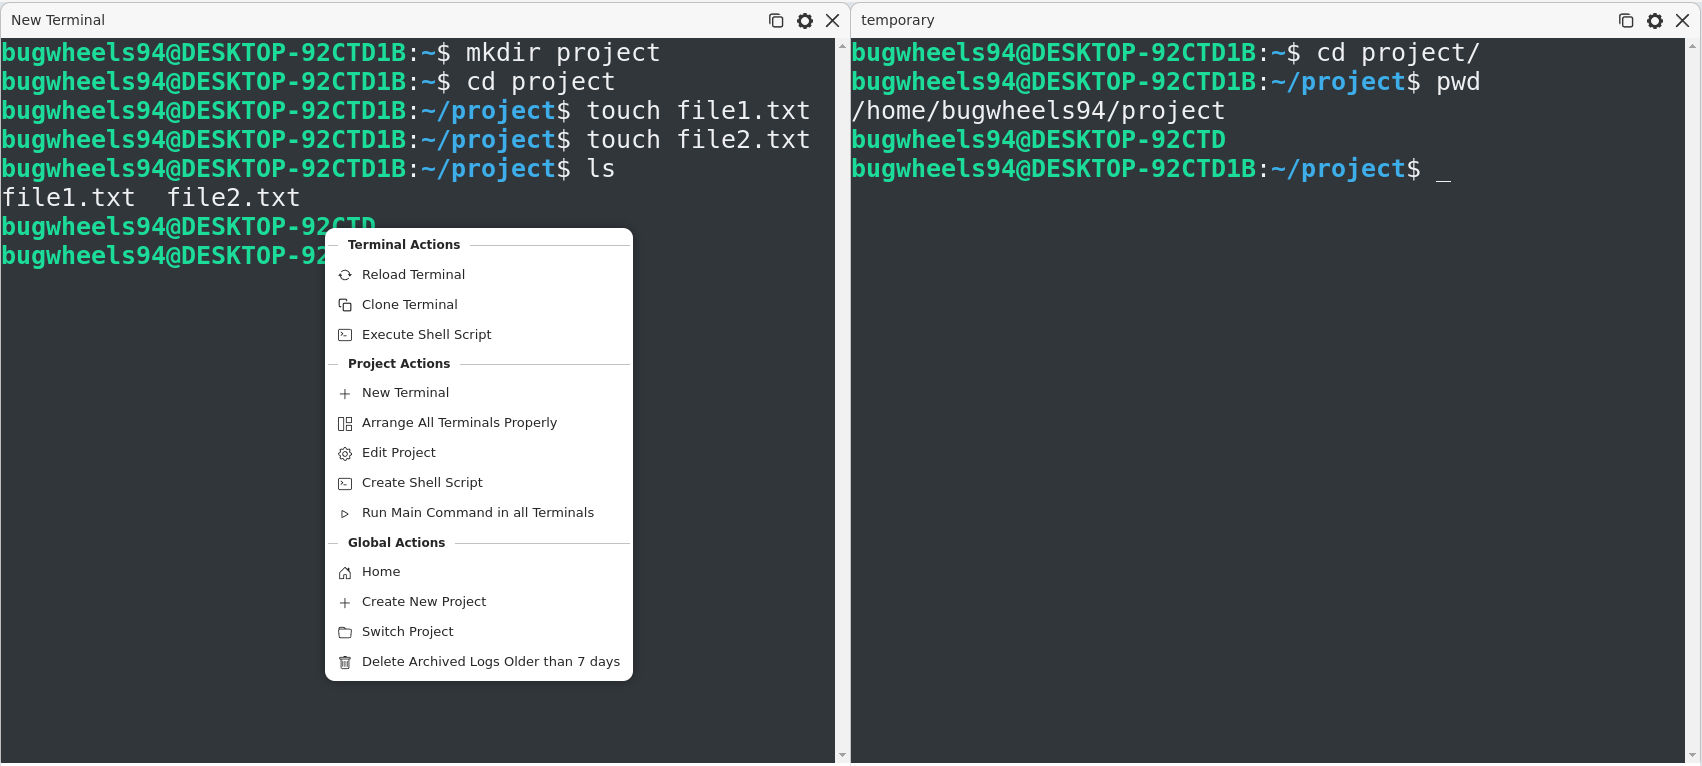 New Terminal
bugwheels94@DESKTOP-92CTD1B:~$ mkdir project
bugwheels94@DESKTOP-92CTD1B:~$ cd project
bugwheels94@DESKTOP-92CTD1B:~/project$ touch file1.txt
bugwheels94@DESKTOP-92CTD1B:~/project$ touch file2.txt
bugwheels94@DESKTOP-92CTD1B:~/project$ ls
file1.txt  file2.txt
bugwheels94@DESKTOP-92CTD
bugwheels94@DESKTOP-92
Terminal Actions
Reload Terminal
Clone Terminal
Execute Shell Script
Project Actions
New Terminal
Arrange All Terminals Properly
Edit Project
Create Shell Script
Run Main Command in all Terminals
Global Actions
Home
Create New Project
Switch Project
Delete Archived Logs Older than 7 days
temporary
bugwheels94@DESKTOP-92CTD1B:~$ cd project/
bugwheels94@DESKTOP-92CTD1B:~/project$ pwd
/home/bugwheels94/project
bugwheels94@DESKTOP-92CTD
bugwheels94@DESKTOP-92CTD1B:~/project$ _